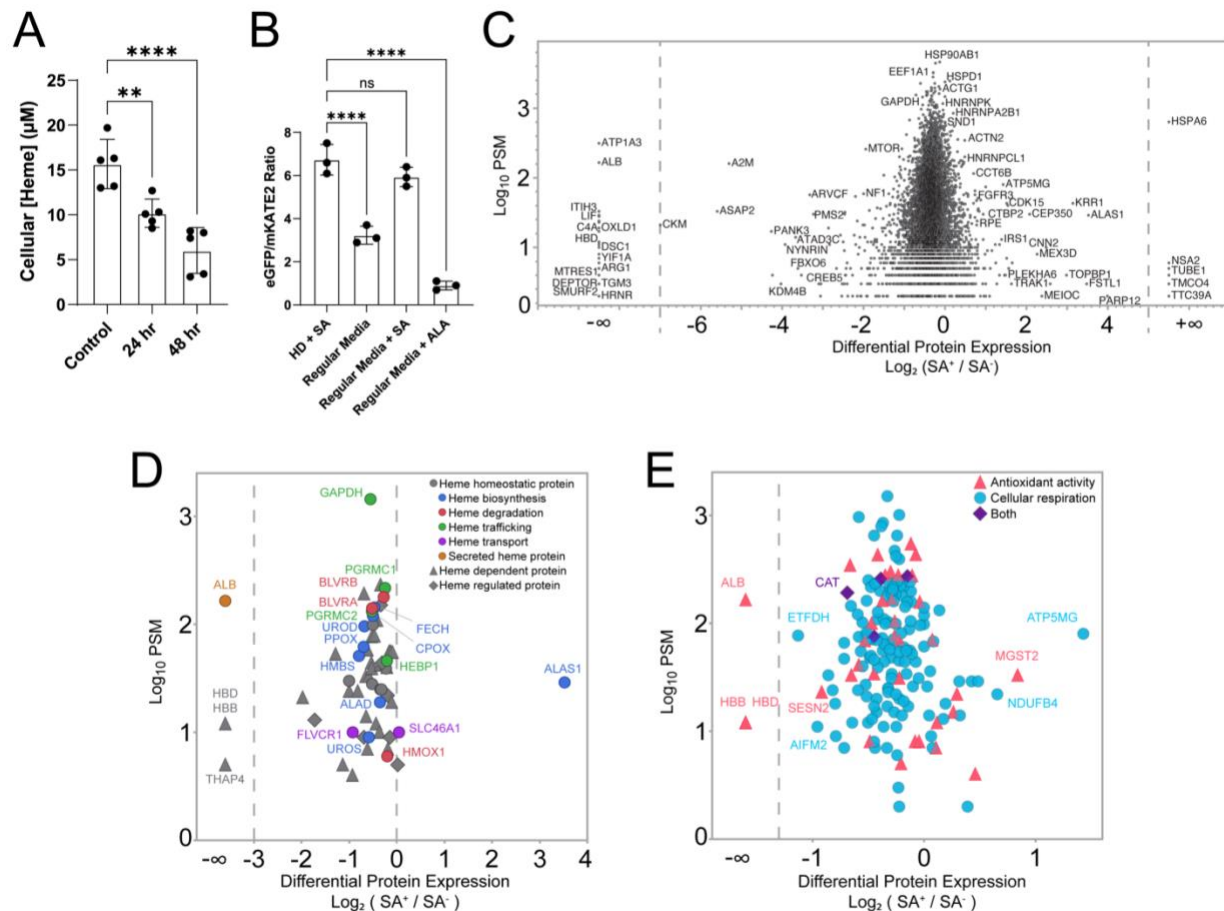 A
****
**
Cellular [Heme] (µM)
25
20
15
10
5
0
Control
24 hr
48 hr
B
****
ns
****
eGFP/mKATE2 Ratio
8
6
4
2
0
HD + SA
Regular Media
Regular Media + SA
Regular Media + ALA
C
HSP90AB1
EEF1A1
HSPD1
ACTG1
GAPDH
HNRNPK
HNRNPA2B1
SND1
HSPA6
ATP1A3
ACTN2
MTOR
ALB
A2M
HNRNPCL1
CCT6B
ATP5MG
ARVCF
NF1
FGFR3
ITIH3
CDK15
KRR1
LIF
ASAP2
PMS2
CTBP2
CEP350
ALAS1
C4A
OXLD1
CKM
RPE
HBD
PANK3
IRS1
CNN2
DSC1
ATAD3C
NYNRIN
MEX3D
YIF1A
FBXO6
NSA2
ARG1
MTRES1
CREB5
PLEKHA6
TOPBP1
TUBE1
DEPTOR
TGM3
TRAK1
FSTL1
TMCO4
SMURF2
HRNR
KDM4B
MEIOC
PARP12
TTC39A
Log10 PSM
3
2
1
0
-∞
-6
-4
-2
0
2
4
+∞
Differential Protein Expression
Log2 (SA+ / SA-)
D
GAPDH
Heme homeostatic protein
Heme biosynthesis
Heme degradation
Heme trafficking
Heme transport
Secreted heme protein
Heme dependent protein
Heme regulated protein
PGRMC1
BLVRB
ALB
BLVRA
PGRMC2
FECH
UROD
PPOX
CPOX
HMBS
HEBP1
ALAS1
HBD
HBB
ALAD
FLVCR1
SLC46A1
UROS
HMOX1
THAP4
Log10 PSM
3
2
1
0
-∞
-3
-2
-1
0
1
2
3
Differential Protein Expression
Log2 ( SA+ / SA- )
E
Antioxidant activity
Cellular respiration
Both
ALB
CAT
ETFDH
ATP5MG
MGST2
HBB
HBD
SESN2
NDUFB4
AIFM2
Log10 PSM
3
2
1
0
-∞
-1
0
1
Differential Protein Expression
Log2 ( SA+ / SA- )